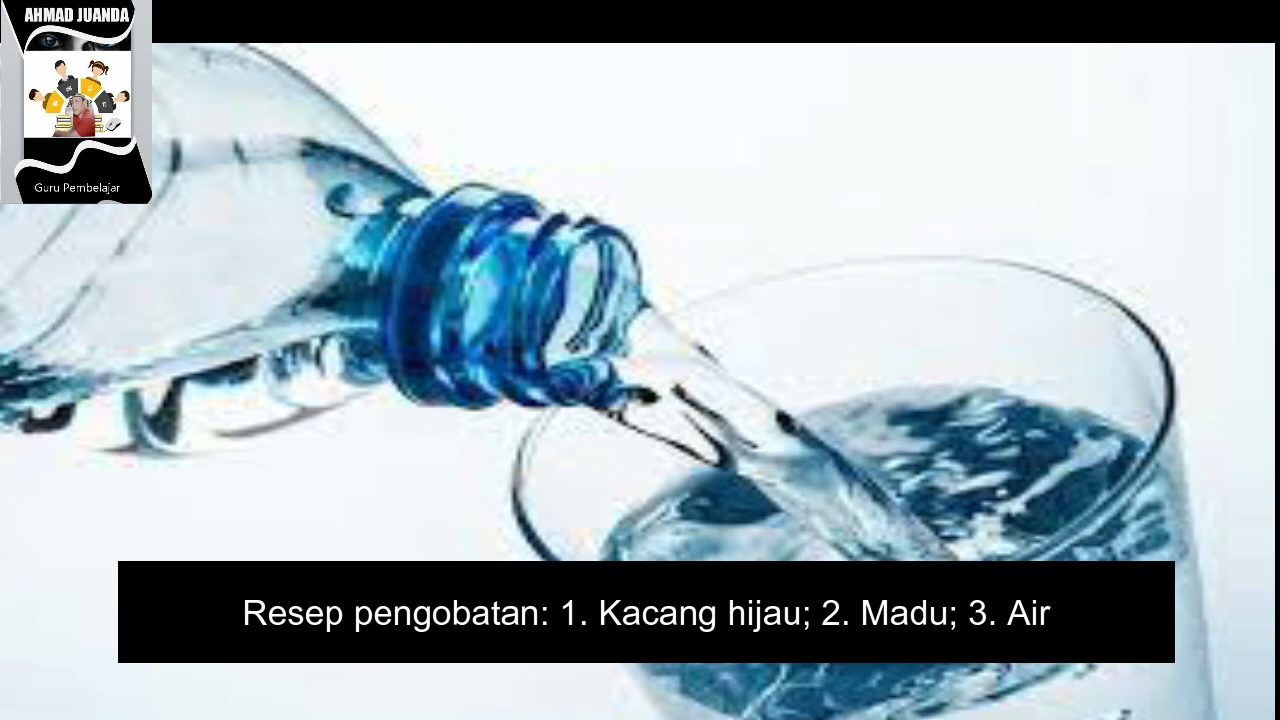 AHMAD JUANDA
Guru Pembelajar
Resep pengobatan: 1. Kacang hijau; 2. Madu; 3. Air